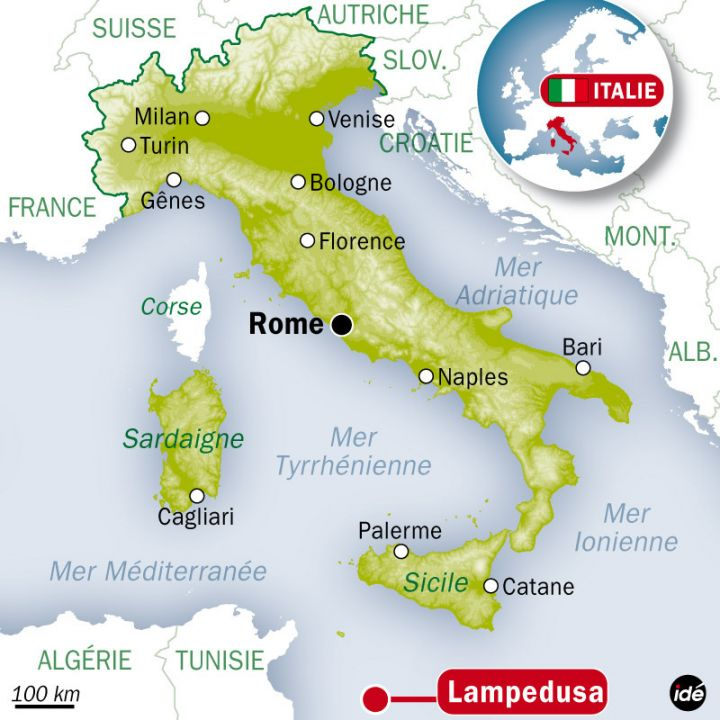 AUTRICHE
SUISSE
SLOV.
ITALIE
Milan
Venise
Turin
CROATIE
Bologne
Gênes
FRANCE
Florence
MONT.
Mer
Adriatique
Corse
Rome
Bari
ALB.
Naples
Sardaigne
Mer
Tyrrhénienne
Cagliari
Mer
Ionienne
Palerme
Mer Méditerranée
Sicile
Catane
ALGÉRIE
TUNISIE
100 km
Lampedusa
idé